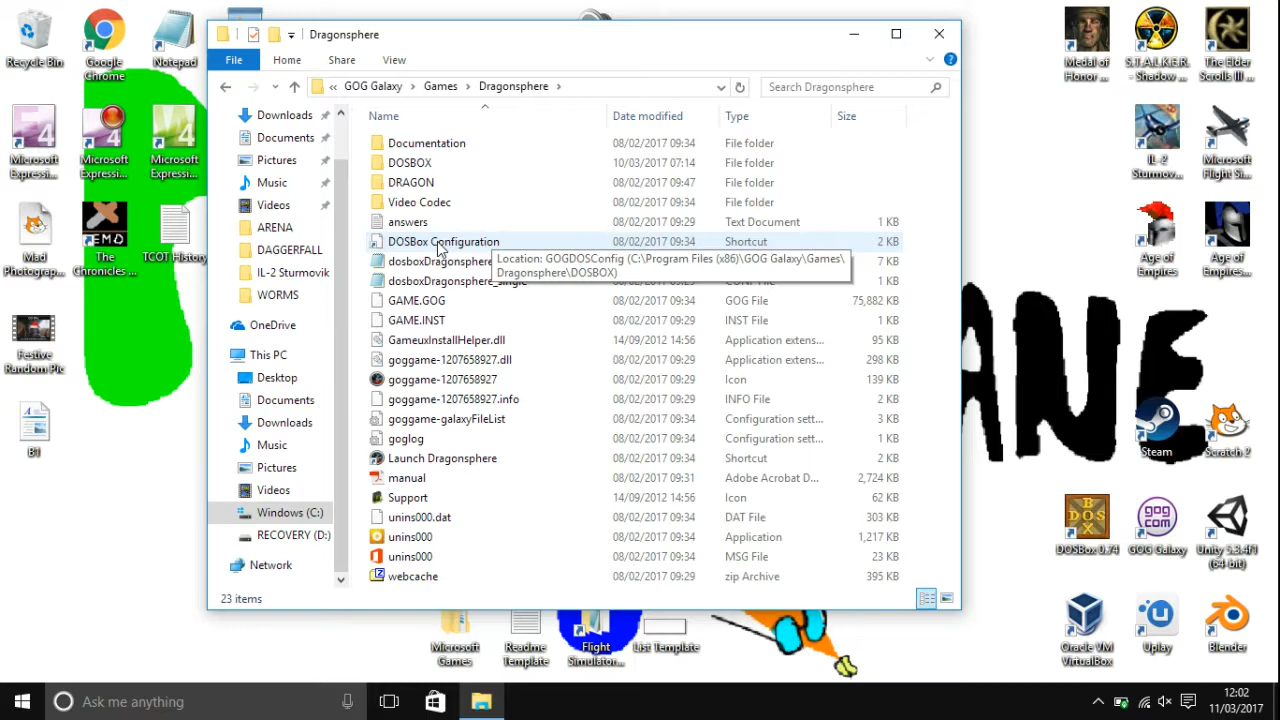 Dragonsphere
File
Home
Share
View
« GOG Galaxy > Games > Dragonsphere >
Search Dragonsphere
Name
Date modified
Type
Size
Downloads
Documents
Pictures
Music
Videos
ARENA
DAGGERFALL
IL-2 Sturmovik
WORMS
OneDrive
This PC
Desktop
Documents
Downloads
Music
Pictures
Videos
Windows (C:)
RECOVERY (D:)
Network
Documentation 08/02/2017 09:34 File folder
DOSBOX 10/03/2017 07:14 File folder
DRAGON 08/02/2017 09:47 File folder
Video Codec 08/02/2017 09:34 File folder
answers 08/02/2017 09:29 Text Document 1 KB
DOSBox Configuration 08/02/2017 09:34 Shortcut 2 KB
dosboxDragonsphere 7 KB
Location: GOGDOSConfig (C:\Program Files (x86)\GOG Galaxy\Games\
Dragonsphere\DOSBOX)
dosboxDragonsphere_single 1 KB
GAME.GOG 08/02/2017 09:34 GOG File 75,882 KB
GAME.INST 08/02/2017 09:29 INST File 1 KB
GameuxInstallHelper.dll 14/09/2012 14:56 Application extens... 95 KB
goggame-1207658927.dll 08/02/2017 09:29 Application extens... 298 KB
goggame-1207658927 08/02/2017 09:29 Icon 139 KB
goggame-1207658927.info 08/02/2017 09:29 INFO File 2 KB
goggame-galaxyFileList 08/02/2017 09:34 Configuration sett... 3 KB
goglog 08/02/2017 09:34 Configuration sett... 1 KB
Launch Dragonsphere 08/02/2017 09:34 Shortcut 2 KB
manual 08/02/2017 09:31 Adobe Acrobat D... 2,724 KB
Support 14/09/2012 14:56 Icon 62 KB
unins000.dat 08/02/2017 09:34 DAT File 303 KB
unins000 08/02/2017 09:29 Application 1,217 KB
unins000 08/02/2017 09:34 MSG File 23 KB
webcache 08/02/2017 09:29 zip Archive 395 KB
23 items
Recycle Bin
Google
Chrome
Notepad
Microsoft
Expressi...
Microsoft
Expressi...
Microsoft
Expressi...
Mad
Photograp...
The
Chronicles ...
TCOT History
Festive
Random Pic
B1
Medal of
Honor ...
S.T.A.L.K.E.R.
- Shadow ...
The Elder
Scrolls III ...
IL-2
Sturmov...
Microsoft
Flight Si...
Age of
Empires
Age of
Empires...
Steam
Scratch 2
DOSBox 0.74
GOG Galaxy
Unity 5.3.4f1
(64-bit)
Oracle VM
VirtualBox
Uplay
Blender
Microsoft
Games
Readme
Template
Flight
Simulator...
List Template
ANE
Ask me anything
12:02
11/03/2017